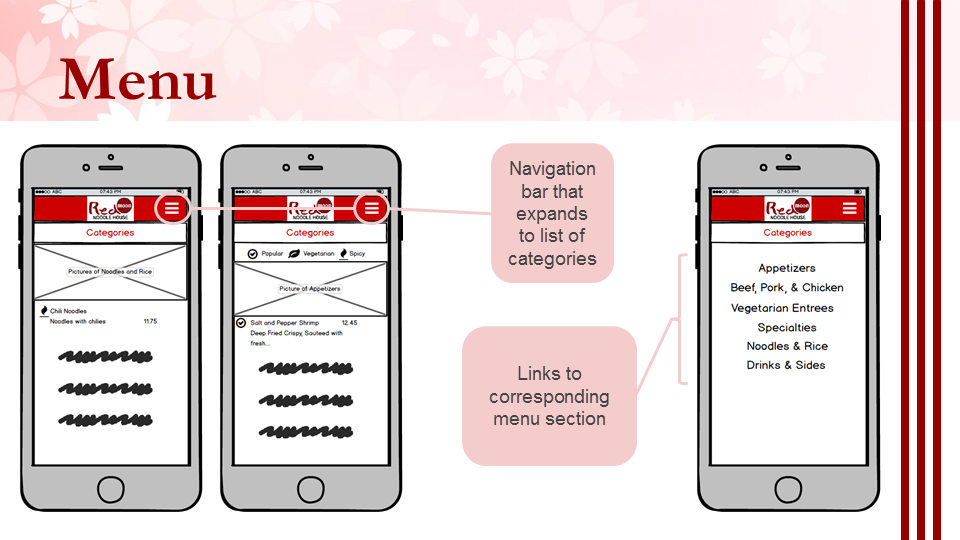 Menu
ABC 07:43 PM
Red MOON
NOODLE HOUSE
Categories
Pictures of Noodles and Rice
Chili Noodles
Noodles with chilies 11.75
ABC 07:43 PM
Red MOON
NOODLE HOUSE
Categories
Popular Vegetarian Spicy
Picture of Appetizers
Salt and Pepper Shrimp 12.45
Deep Fried Crispy, Sauteed with
fresh...
Navigation
bar that
expands
to list of
categories
Links to
corresponding
menu section
ABC 07:43 PM
Red MOON
NOODLE HOUSE
Categories
Appetizers
Beef, Pork, & Chicken
Vegetarian Entrees
Specialties
Noodles & Rice
Drinks & Sides